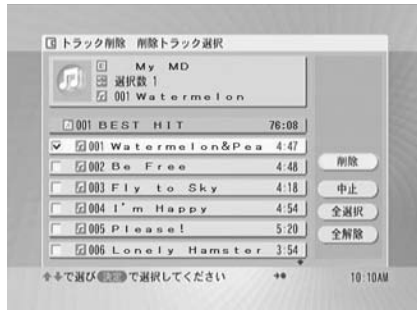 トラック削除 削除トラック選択
My MD
選択数 1
001 Watermelon
001 BEST HIT 76:08
001 Watermelon&Pea 4:47
002 Be Free 4:48
003 Fly to Sky 4:18
004 I'm Happy 4:54
005 Please! 5:20
006 Lonely Hamster 3:54
削除
中止
全選択
全解除
で選び 決定 で選択してください
10:10AM